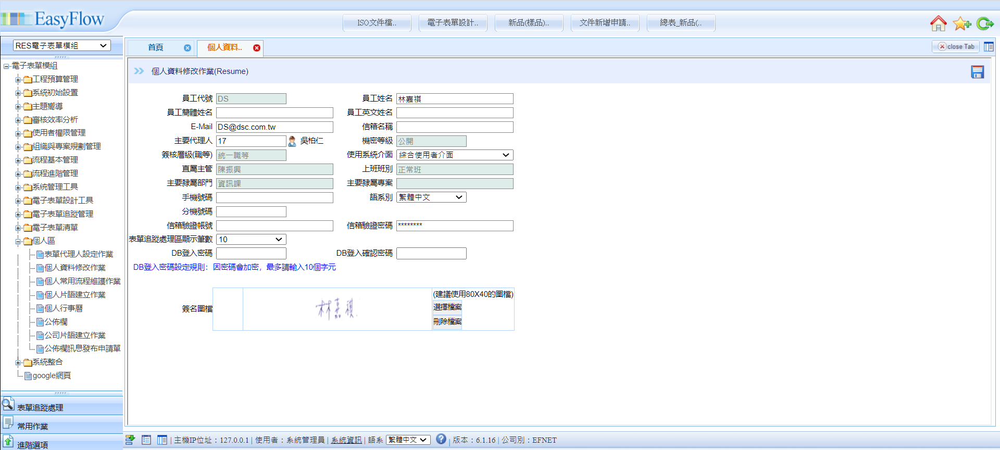 EasyFlow
ISO文件檔.. 電子表單設計.. 新品(樣品).. 文件新增申請.. 總表_新品(..
RES電子表單模組
首頁 個人資料.. close Tab
電子表單模組
工程預算管理
系統初始設置
主題嚮導
審核效率分析
使用者權限管理
組織與專案規劃管理
流程基本管理
流程進階管理
系統管理工具
電子表單設計工具
電子表單追蹤管理
電子表單清單
個人區
表單代理人設定作業
個人資料修改作業
個人常用流程維護作業
個人片語建立作業
個人行事曆
公佈欄
公司片語建立作業
公佈欄訊息發布申請單
系統整合
google網頁
表單追蹤處理
常用作業
進階選項
個人資料修改作業(Resume)
員工代號 DS 員工姓名 林嘉祺
員工簡體姓名 員工英文姓名
E-Mail DS@dsc.com.tw 信箱名稱
主要代理人 17 吳柏仁 機密等級 公開
簽核層級(職等) 統一職等 使用系統介面 綜合使用者介面
直屬主管 陳振興 上班班別 正常班
主要隸屬部門 資訊課 主要隸屬專案
手機號碼 語系別 繁體中文
分機號碼
信箱驗證帳號 信箱驗證密碼 ********
表單追蹤處理區顯示筆數 10
DB登入密碼 DB登入確認密碼
DB登入密碼設定規則：因密碼會加密，最多請輸入10個字元
簽名圖檔 林嘉祺 (建議使用80X40的圖檔)
選擇檔案
刪除檔案
| 主機IP位址：127.0.0.1 | 使用者：系統管理員 | 系統資訊 | 語系 繁體中文 | 版本：6.1.16 | 公司別：EFNET